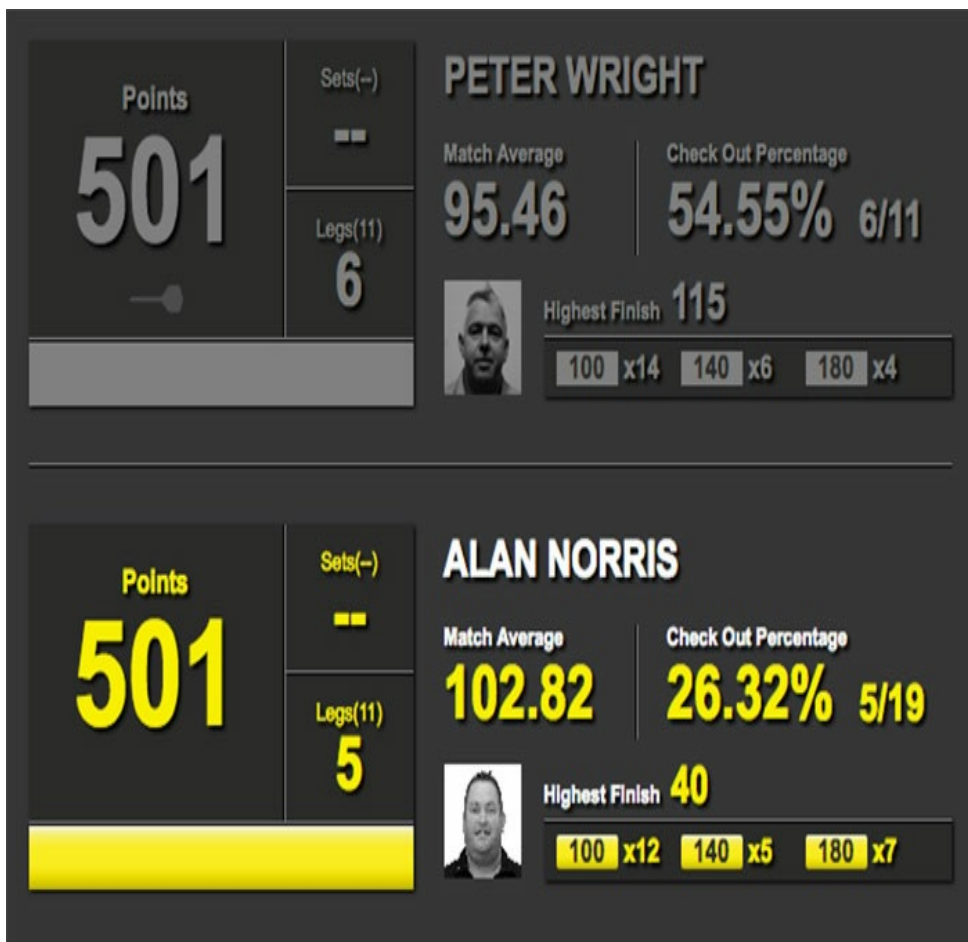 PETER WRIGHT
Points
501
Sets(--)
--
Legs(11)
6
Match Average
95.46
Check Out Percentage
54.55% 6/11
Highest Finish 115
100 x14 140 x6 180 x4
ALAN NORRIS
Points
501
Sets(--)
--
Legs(11)
5
Match Average
102.82
Check Out Percentage
26.32% 5/19
Highest Finish 40
100 x12 140 x5 180 x7